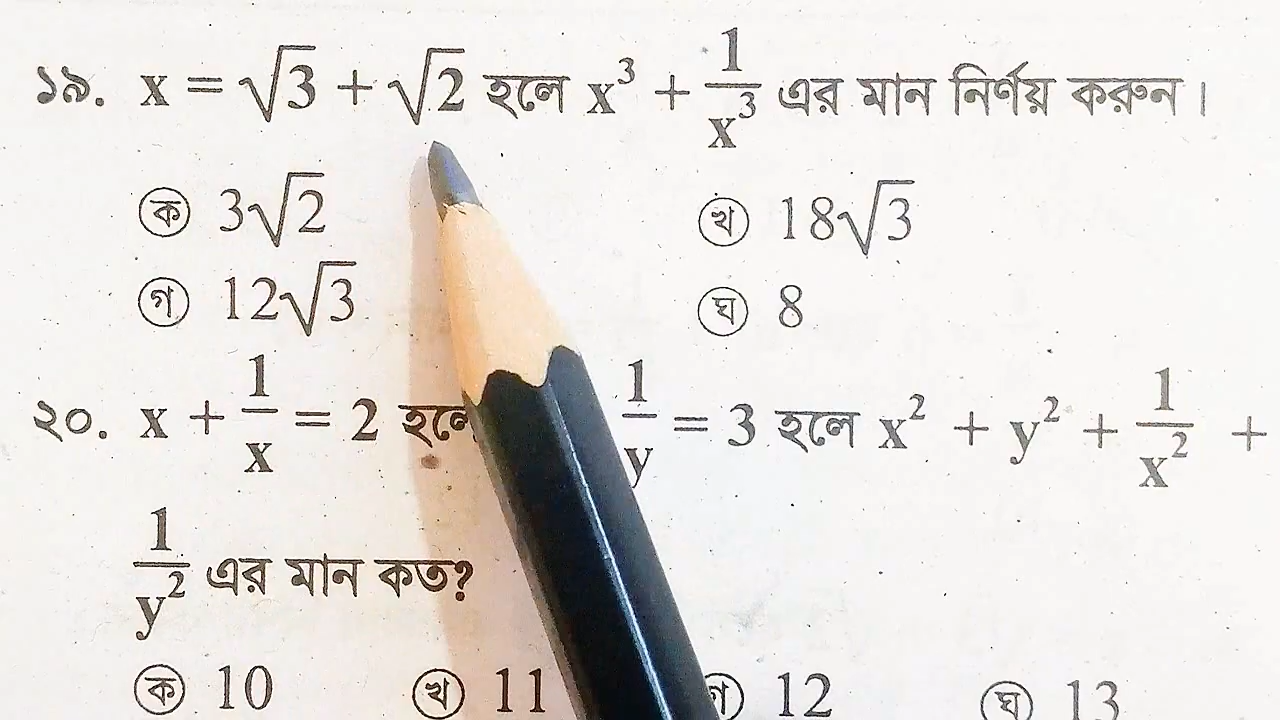 ১৯. x = √3 + √2 হলে x³ + 1/x³ এর মান নির্ণয় করুন।
ক 3√2 খ 18√3
গ 12√3 ঘ 8
২০. x + 1/x = 2 হলে 1/y = 3 হলে x² + y² + 1/x² +
1/y² এর মান কত?
ক 10 খ 11 গ 12 ঘ 13